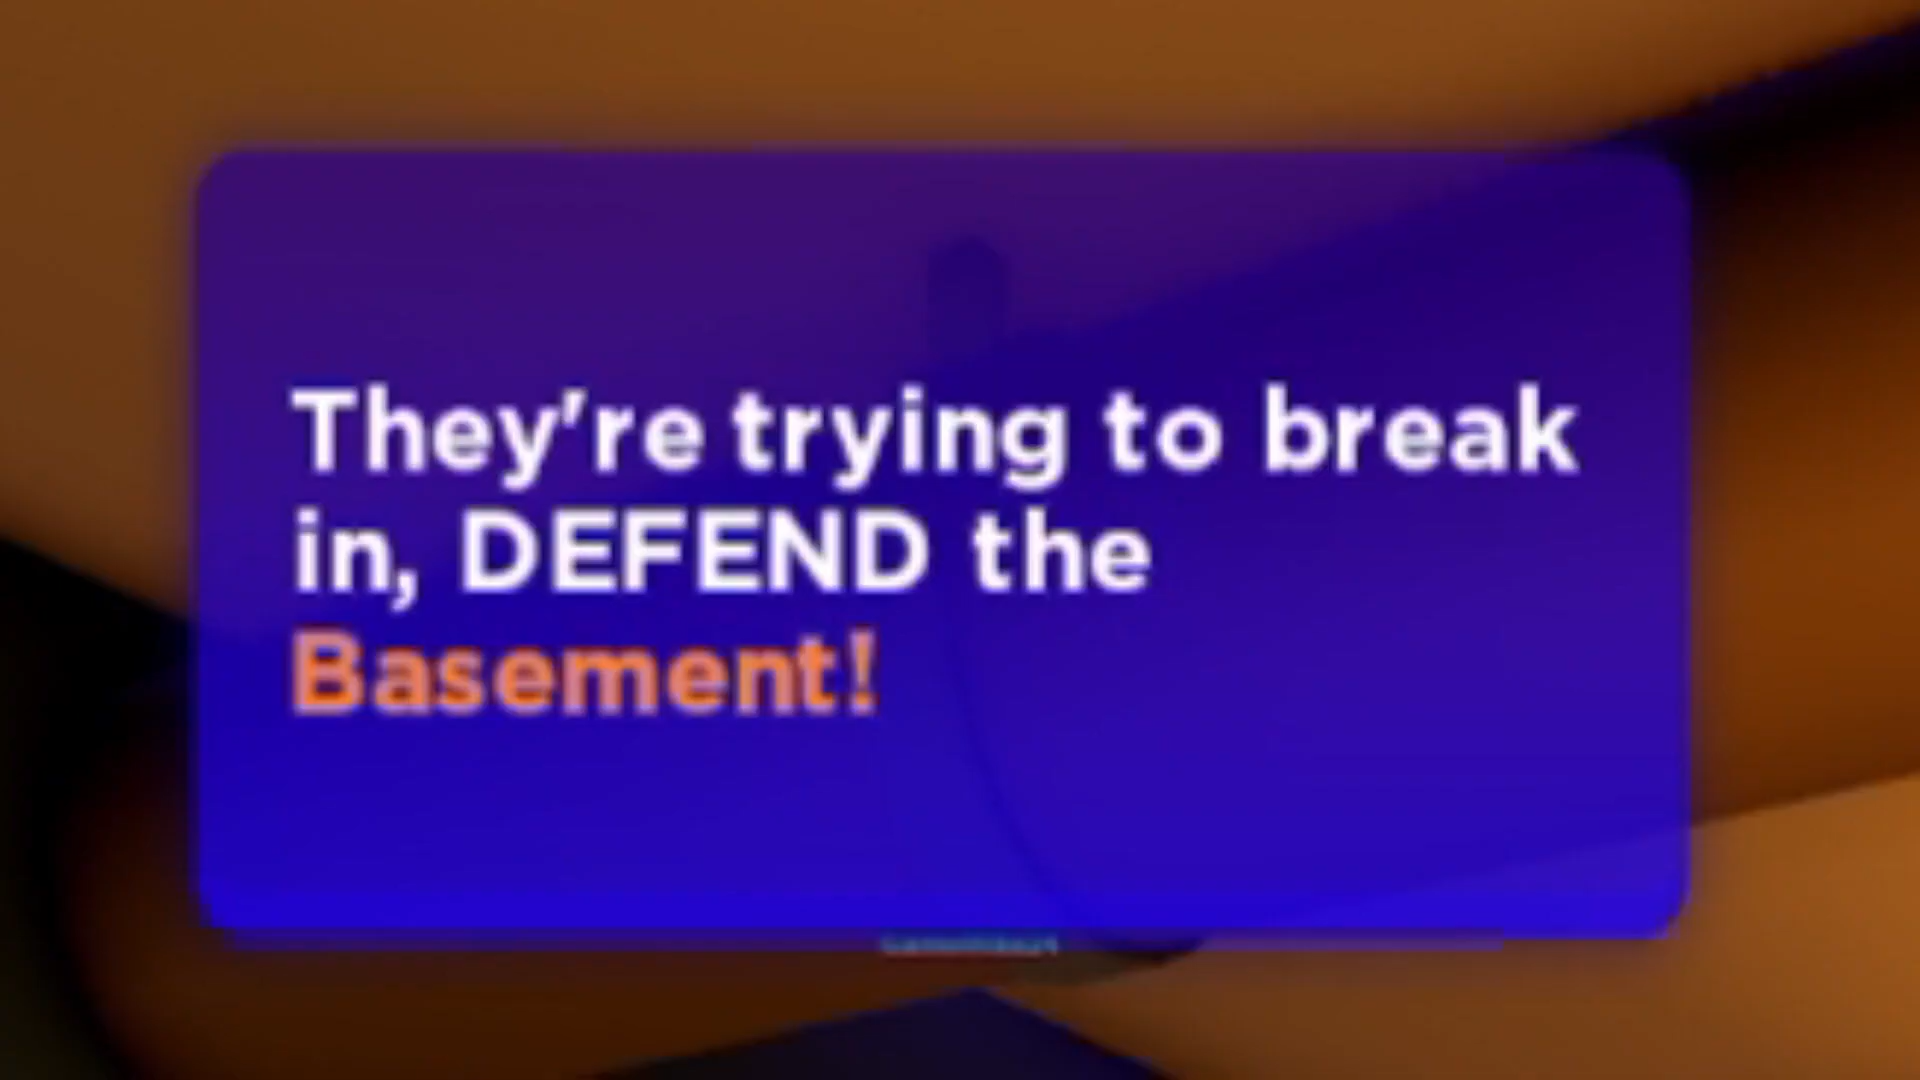 They're trying to break
in, DEFEND the
Basement!